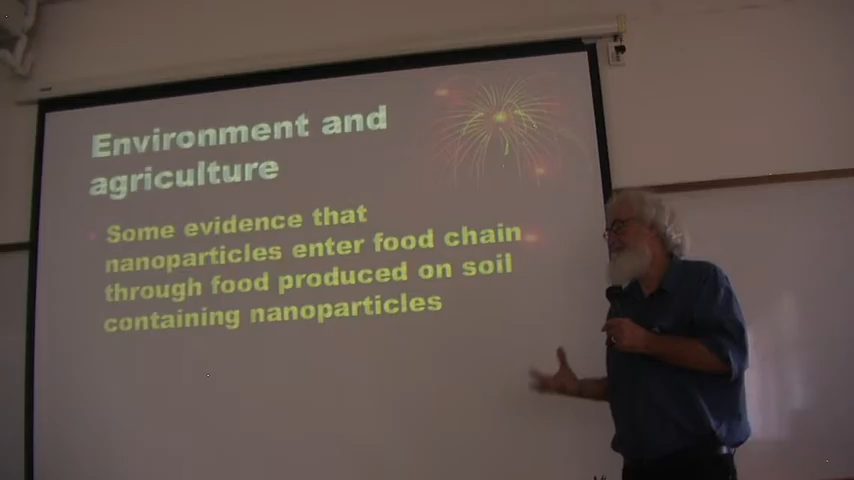 Environment and
agriculture
Some evidence that
nanoparticles enter food chain
through food produced on soil
containing nanoparticles